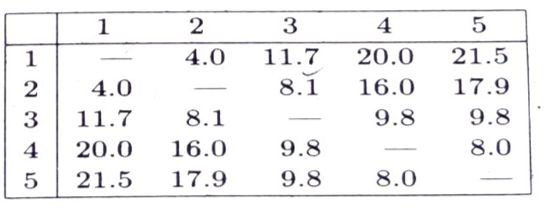 1 2 3 4 5
1 — 4.0 11.7 20.0 21.5
2 4.0 — 8.1 16.0 17.9
3 11.7 8.1 — 9.8 9.8
4 20.0 16.0 9.8 — 8.0
5 21.5 17.9 9.8 8.0 —